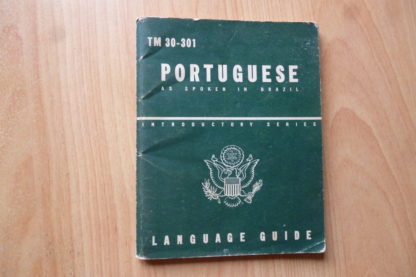 TM 30-301
PORTUGUESE
AS SPOKEN IN BRAZIL
INTRODUCTORY SERIES
LANGUAGE GUIDE